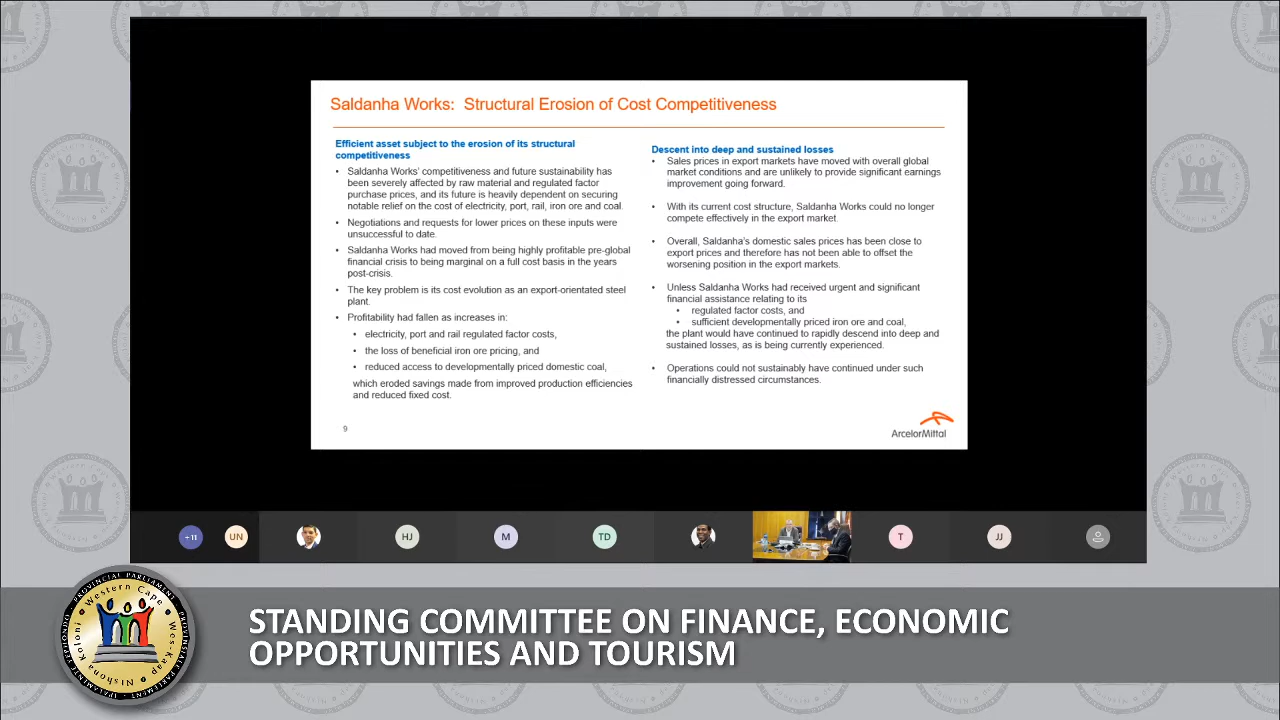 Saldanha Works: Structural Erosion of Cost Competitiveness
Efficient asset subject to the erosion of its structural
competitiveness
• Saldanha Works' competitiveness and future sustainability has
been severely affected by raw material and regulated factor
purchase prices, and its future is heavily dependent on securing
notable relief on the cost of electricity, port, rail, iron ore and coal.
• Negotiations and requests for lower prices on these inputs were
unsuccessful to date.
• Saldanha Works had moved from being highly profitable pre-global
financial crisis to being marginal on a full cost basis in the years
post-crisis.
• The key problem is its cost evolution as an export-orientated steel
plant.
• Profitability had fallen as increases in:
• electricity, port and rail regulated factor costs,
• the loss of beneficial iron ore pricing, and
• reduced access to developmentally priced domestic coal,
which eroded savings made from improved production efficiencies
and reduced fixed cost.
Descent into deep and sustained losses
• Sales prices in export markets have moved with overall global
market conditions and are unlikely to provide significant earnings
improvement going forward.
• With its current cost structure, Saldanha Works could no longer
compete effectively in the export market.
• Overall, Saldanha's domestic sales prices has been close to
export prices and therefore has not been able to offset the
worsening position in the export markets.
• Unless Saldanha Works had received urgent and significant
financial assistance relating to its
• regulated factor costs, and
• sufficient developmentally priced iron ore and coal,
the plant would have continued to rapidly descend into deep and
sustained losses, as is being currently experienced.
• Operations could not sustainably have continued under such
financially distressed circumstances.
9
ArcelorMittal
+11 UN HJ M TD T JJ
Western Cape
Wes-Kaap
Ntshona Koloni
PROVINCIAL PARLIAMENT
STANDING COMMITTEE ON FINANCE, ECONOMIC
OPPORTUNITIES AND TOURISM